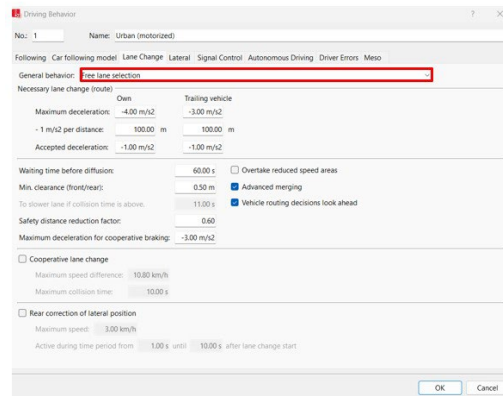 Driving Behavior
No.: 1 Name: Urban (motorized)
Following Car following model Lane Change Lateral Signal Control Autonomous Driving Driver Errors Meso
General behavior: Free lane selection
Necessary lane change (route)
Own Trailing vehicle
Maximum deceleration: -4.00 m/s2 -3.00 m/s2
- 1 m/s2 per distance: 100.00 m 100.00 m
Accepted deceleration: -1.00 m/s2 -1.00 m/s2
Waiting time before diffusion: 60.00 s Overtake reduced speed areas
Min. clearance (front/rear): 0.50 m Advanced merging
To slower lane if collision time is above. 11.00 s Vehicle routing decisions look ahead
Safety distance reduction factor: 0.60
Maximum deceleration for cooperative braking: -3.00 m/s2
Cooperative lane change
Maximum speed difference: 10.80 km/h
Maximum collision time: 10.00 s
Rear correction of lateral position
Maximum speed: 3.00 km/h
Active during time period from 1.00 s until 10.00 s after lane change start
OK Cancel